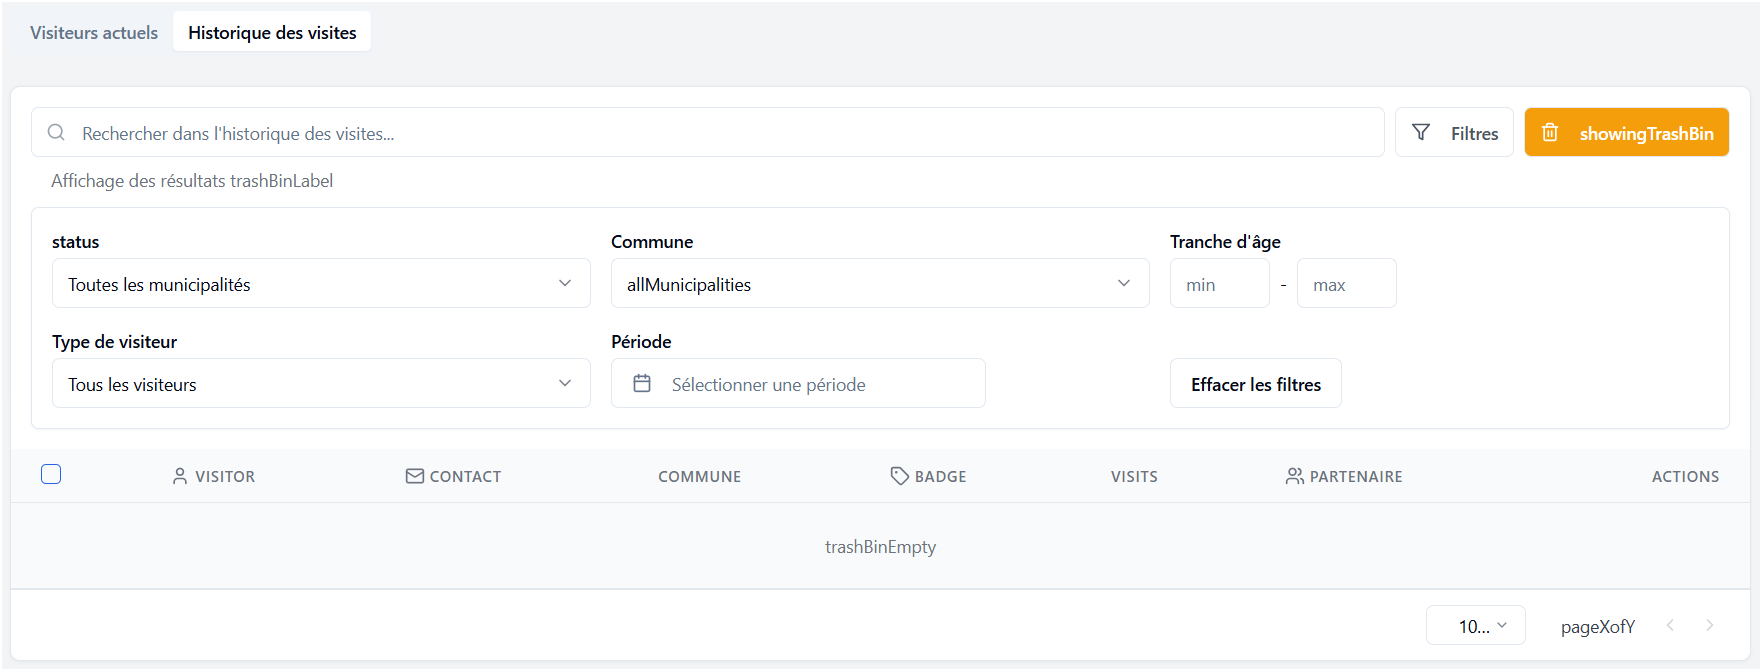 Visiteurs actuels Historique des visites
Rechercher dans l'historique des visites... Filtres showingTrashBin
Affichage des résultats trashBinLabel
status Commune Tranche d'âge
Toutes les municipalités allMunicipalities min - max
Type de visiteur Période
Tous les visiteurs Sélectionner une période Effacer les filtres
VISITOR CONTACT COMMUNE BADGE VISITS PARTENAIRE ACTIONS
trashBinEmpty
10... pageXofY